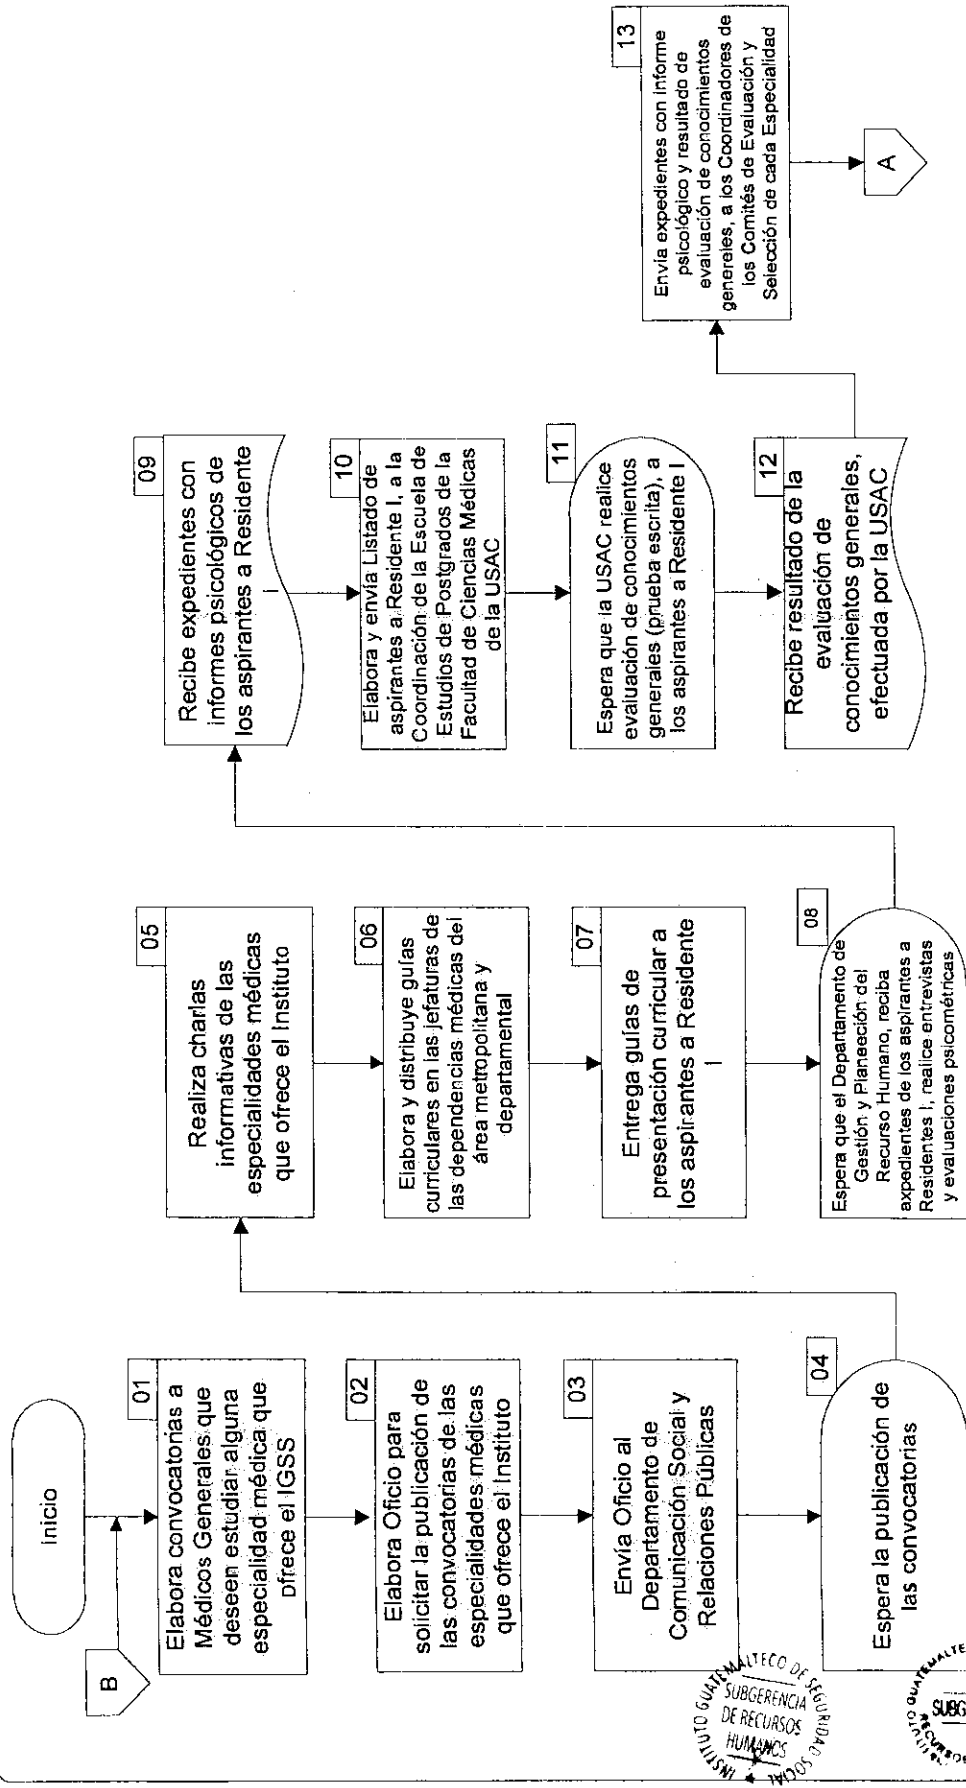 inicio
B
01
Elabora convocatorias a
Médicos Generales que
deseen estudiar alguna
especialidad médica que
ofrece el IGSS
02
Elabora Oficio para
solicitar la publicación de
las convocatorias de las
especialidades médicas
que ofrece el Instituto
03
Envía Oficio al
Departamento de
Comunicación Social y
Relaciones Públicas
04
Espera la publicación de
las convocatorias
05
Realiza charlas
informativas de las
especialidades médicas
que ofrece el Instituto
06
Elabora y distribuye guías
curriculares en las jefaturas de
las dependencias médicas del
área metropolitana y
departamental
07
Entrega guías de
presentación curricular a
los aspirantes a Residente
I
08
Espera que el Departamento de
Gestión y Planeación del
Recurso Humano, reciba
axpedientes de los aspirantes a
Residentes I, realice entrevistas
y evaluaciones psicométricas
09
Recibe expedientes con
informes psicológicos de
los aspirantes a Residente
I
10
Elabora y envía Listado de
aspirantes a Residente I, a la
Coordinación de la Escuela de
Estudios de Postgrados de la
Facultad de Ciencias Médicas
de la USAC
11
Espera que la USAC realice
evaluación de conocimientos
generales (prueba escrita), a
los aspirantes a Residente I
12
Recibe resultado de la
evaluación de
conocimientos generales,
efectuada por la USAC
13
Envía expedientes con informe
psicológico y resultado de
evaluación de conocimientos
genereles, a los Coordinadores de
los Comités de Evaluación y
Selección de cada Especialidad
A
INSTITUTO GUATEMALTECO DE SEGURIDAD SOCIAL
SUBGERENCIA
DE RECURSOS
HUMANOS